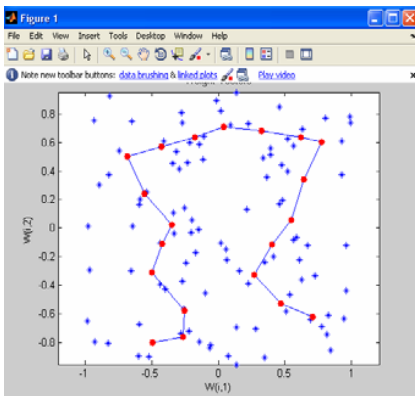 Figure 1
File Edit View Insert Tools Desktop Window Help
Note new toolbar buttons: data brushing & linked plots Play video
Weight Vectors
0.8
0.6
0.4
0.2
0
-0.2
-0.4
-0.6
-0.8
W(i,2)
-1 -0.5 0 0.5 1
W(i,1)